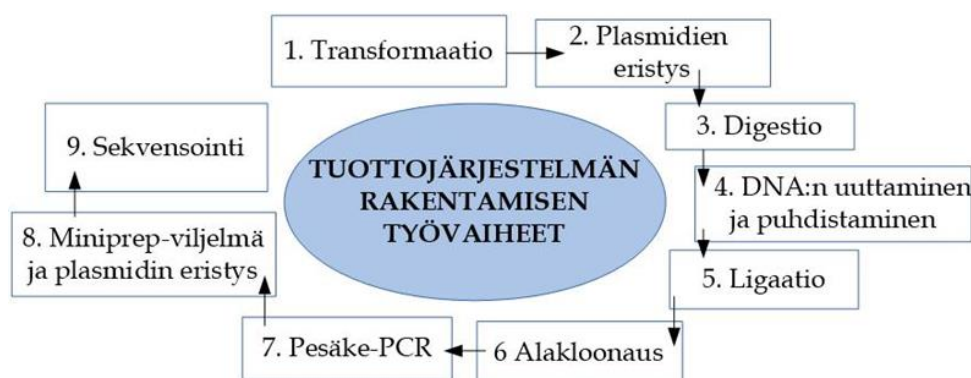 1. Transformaatio
2. Plasmidien
eristys
3. Digestio
4. DNA:n uuttaminen
ja puhdistaminen
5. Ligaatio
6 Alakloonaus
7. Pesäke-PCR
8. Miniprep-viljelmä
ja plasmidin eristys
9. Sekvensointi
TUOTTOJÄRJESTELMÄN
RAKENTAMISEN
TYÖVAIHEET